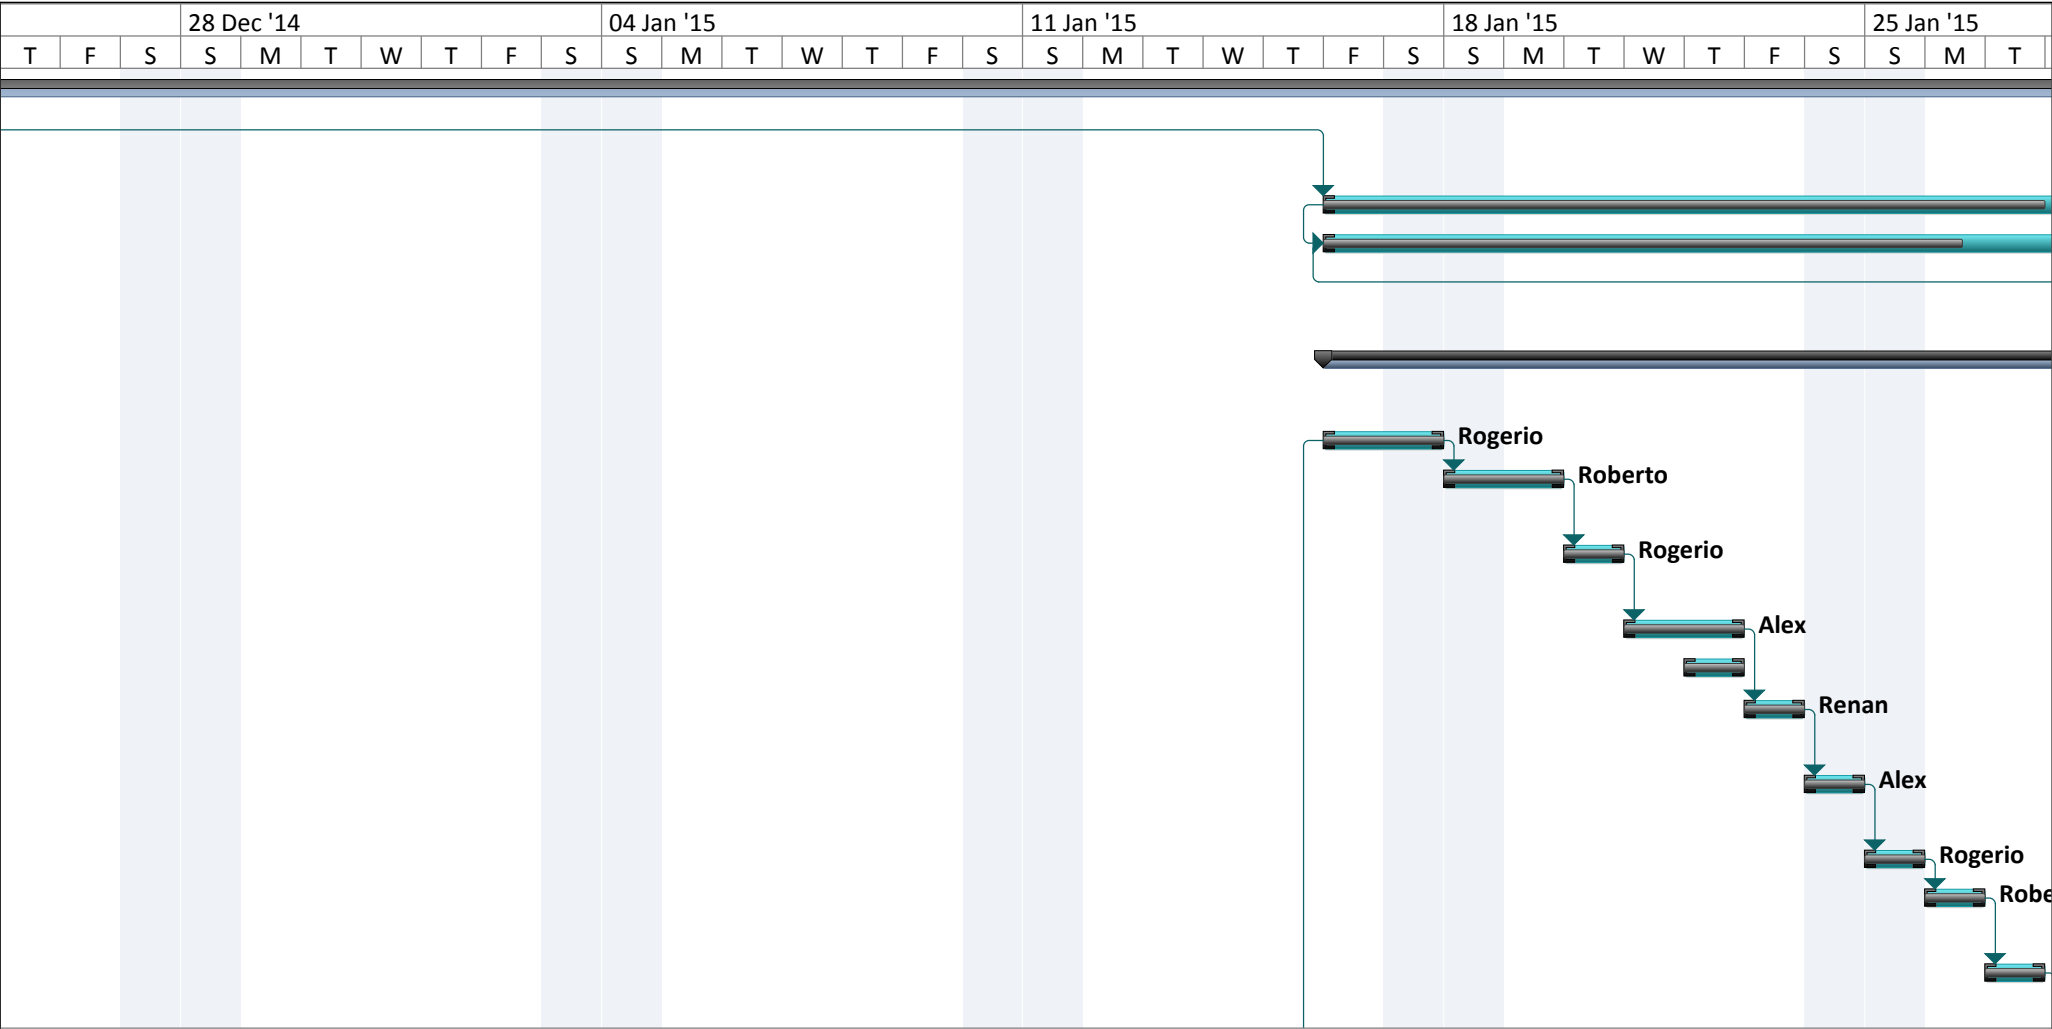 28 Dec '14 04 Jan '15 11 Jan '15 18 Jan '15 25 Jan '15
T F S S M T W T F S S M T W T F S S M T W T F S S M T W T F S S M T
Rogerio
Roberto
Rogerio
Alex
Renan
Alex
Rogerio
Robe